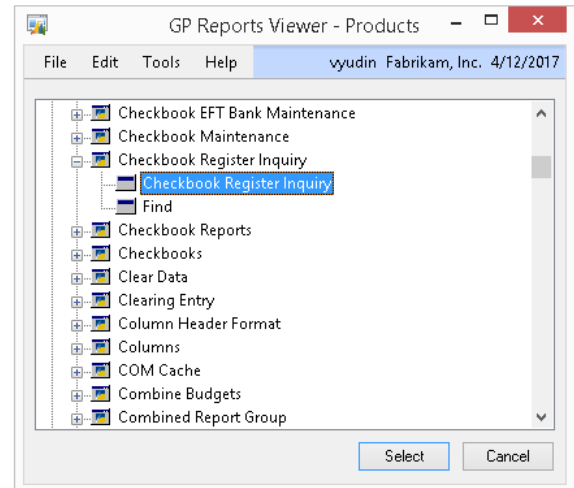 GP Reports Viewer - Products
File Edit Tools Help vyudin Fabrikam, Inc. 4/12/2017
Checkbook EFT Bank Maintenance
Checkbook Maintenance
Checkbook Register Inquiry
Checkbook Register Inquiry
Find
Checkbook Reports
Checkbooks
Clear Data
Clearing Entry
Column Header Format
Columns
COM Cache
Combine Budgets
Combined Report Group
Select Cancel